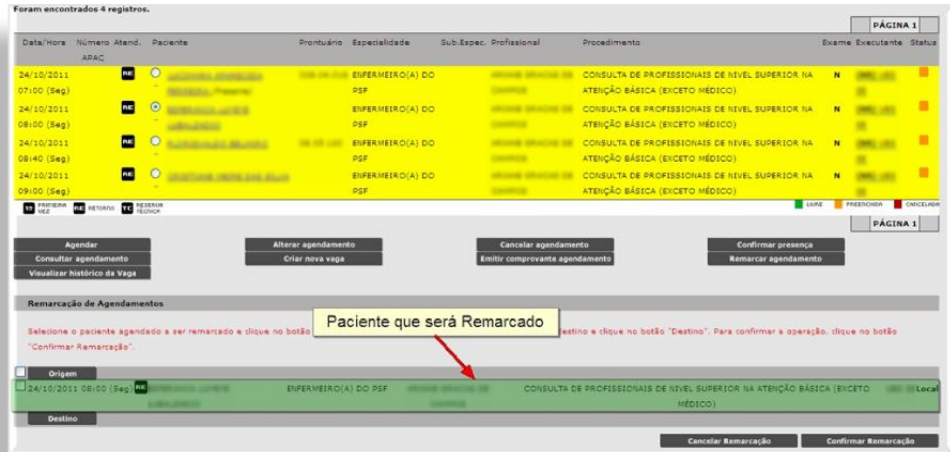 Foram encontrados 4 registros.
PÁGINA 1
Data/Hora Número Atend. Paciente Prontuário Especialidade Sub.Espec. Profissional Procedimento Exame Executante Status
APAC
24/10/2011 RE ENFERMEIRO(A) DO CONSULTA DE PROFISSIONAIS DE NIVEL SUPERIOR NA N
07:00 (Seg) PSF ATENÇÃO BÁSICA (EXCETO MÉDICO)
24/10/2011 RE ENFERMEIRO(A) DO CONSULTA DE PROFISSIONAIS DE NIVEL SUPERIOR NA N
08:00 (Seg) PSF ATENÇÃO BÁSICA (EXCETO MÉDICO)
24/10/2011 RE ENFERMEIRO(A) DO CONSULTA DE PROFISSIONAIS DE NIVEL SUPERIOR NA N
08:40 (Seg) PSF ATENÇÃO BÁSICA (EXCETO MÉDICO)
24/10/2011 RE ENFERMEIRO(A) DO CONSULTA DE PROFISSIONAIS DE NIVEL SUPERIOR NA N
09:00 (Seg) PSF ATENÇÃO BÁSICA (EXCETO MÉDICO)
PRIMEIRA VEZ RE RETORNO TC RESERVA TÉCNICA LIVRE PREENCHIDA CANCELADA
PÁGINA 1
Agendar Alterar agendamento Cancelar agendamento Confirmar presença
Consultar agendamento Criar nova vaga Emitir comprovante agendamento Remarcar agendamento
Visualizar histórico da Vaga
Remarcação de Agendamentos
Paciente que será Remarcado
Selecione o paciente agendado a ser remarcado e clique no botão estino e clique no botão "Destino". Para confirmar a operação, clique no botão
"Confirmar Remarcação".
Origem
24/10/2011 08:00 (Seg) RE ENFERMEIRO(A) DO PSF CONSULTA DE PROFISSIONAIS DE NIVEL SUPERIOR NA ATENÇÃO BÁSICA (EXCETO Local
MÉDICO)
Destino
Cancelar Remarcação Confirmar Remarcação